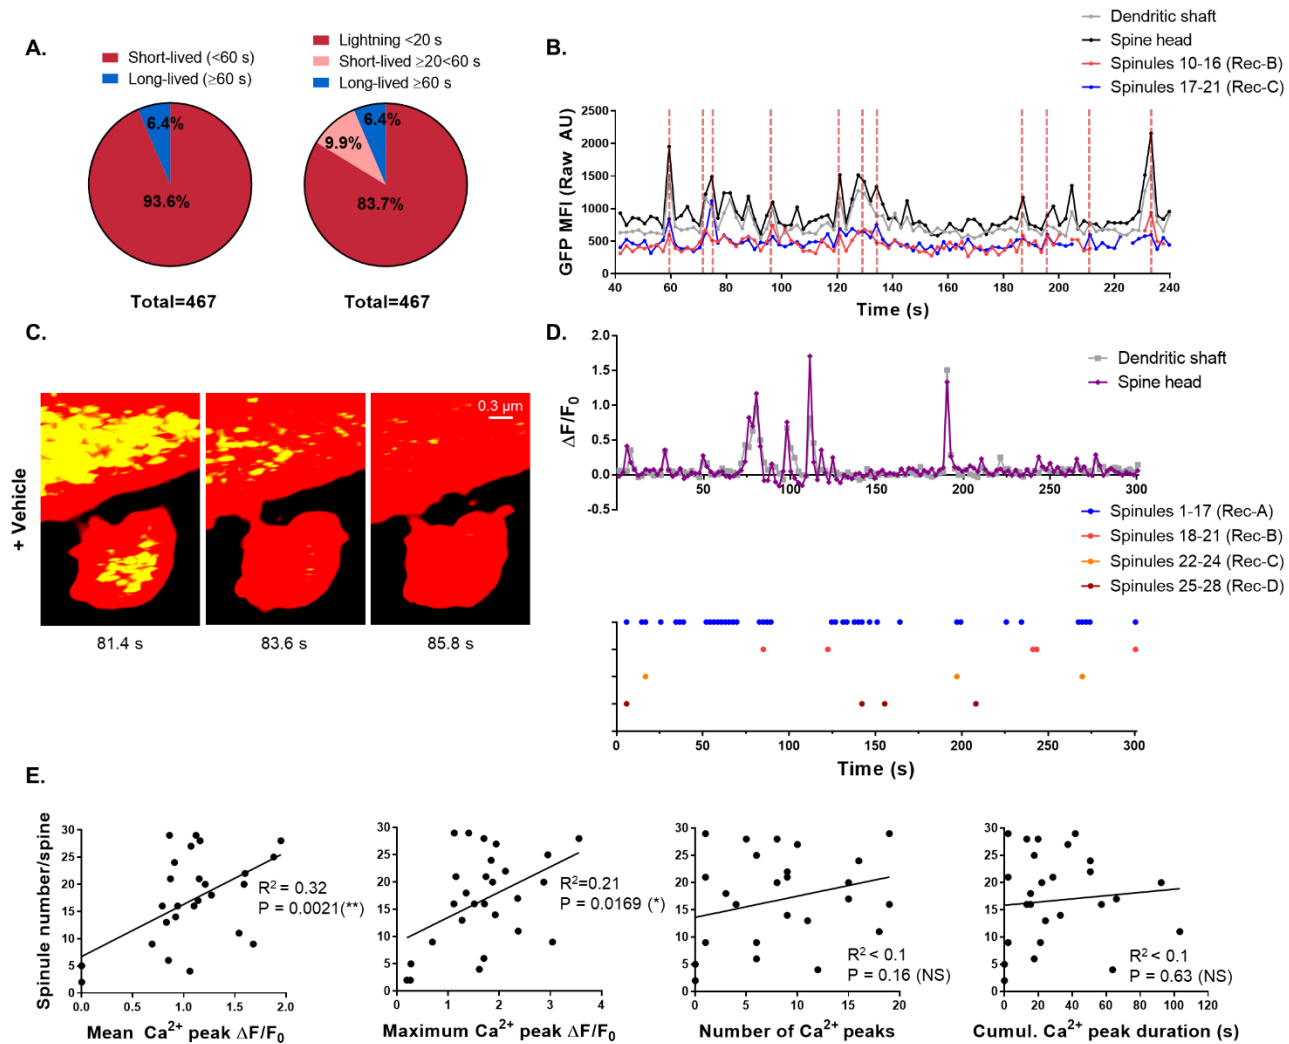 A.
Short-lived (<60 s)
Long-lived (≥60 s)
6.4%
93.6%
Total=467
Lightning <20 s
Short-lived ≥20<60 s
Long-lived ≥60 s
6.4%
9.9%
83.7%
Total=467
B.
Dendritic shaft
Spine head
Spinules 10-16 (Rec-B)
Spinules 17-21 (Rec-C)
GFP MFI (Raw AU)
2500
2000
1500
1000
500
0
40 60 80 100 120 140 160 180 200 220 240
Time (s)
C.
+ Vehicle
0.3 µm
81.4 s 83.6 s 85.8 s
D.
Dendritic shaft
Spine head
ΔF/F₀
2.0
1.5
1.0
0.5
0.0
-0.5
50 100 150 200 250 300
Spinules 1-17 (Rec-A)
Spinules 18-21 (Rec-B)
Spinules 22-24 (Rec-C)
Spinules 25-28 (Rec-D)
0 50 100 150 200 250 300
Time (s)
E.
Spinule number/spine
30
25
20
15
10
5
0
R² = 0.32
P = 0.0021(**)
0.0 0.5 1.0 1.5 2.0
Mean Ca²⁺ peak ΔF/F₀
30
25
20
15
10
5
0
R²=0.21
P = 0.0169 (*)
0 1 2 3 4
Maximum Ca²⁺ peak ΔF/F₀
30
25
20
15
10
5
0
R² < 0.1
P = 0.16 (NS)
0 5 10 15 20
Number of Ca²⁺ peaks
30
25
20
15
10
5
0
R² < 0.1
P = 0.63 (NS)
0 20 40 60 80 100 120
Cumul. Ca²⁺ peak duration (s)